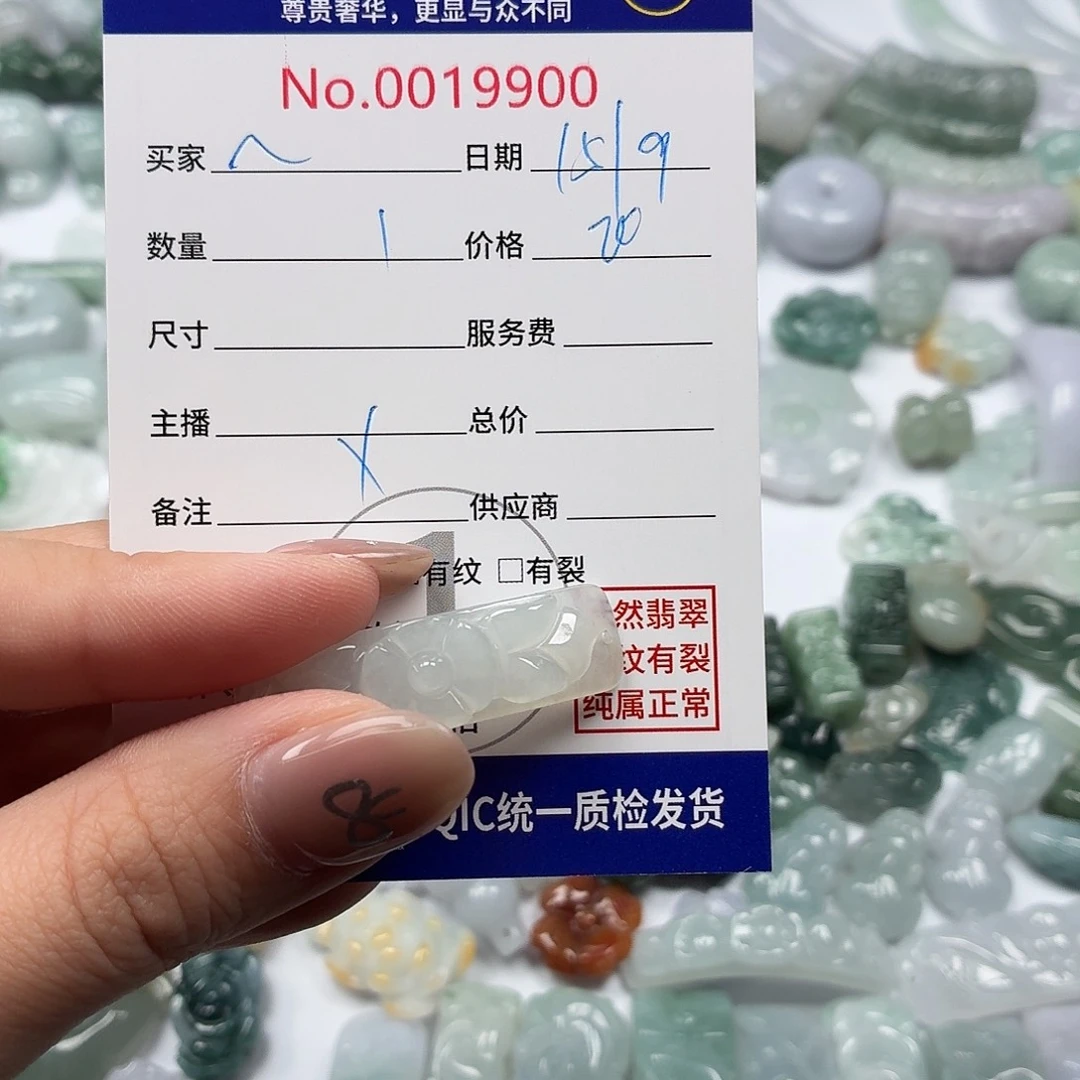 尊贵奢华，更显与众不同
No.0019900
买家 日期 15/9
数量 1 价格 20
尺寸 服务费
主播 总价
备注 供应商
有纹 □有裂
然翡翠
纹有裂
纯属正常
QIC统一质检发货